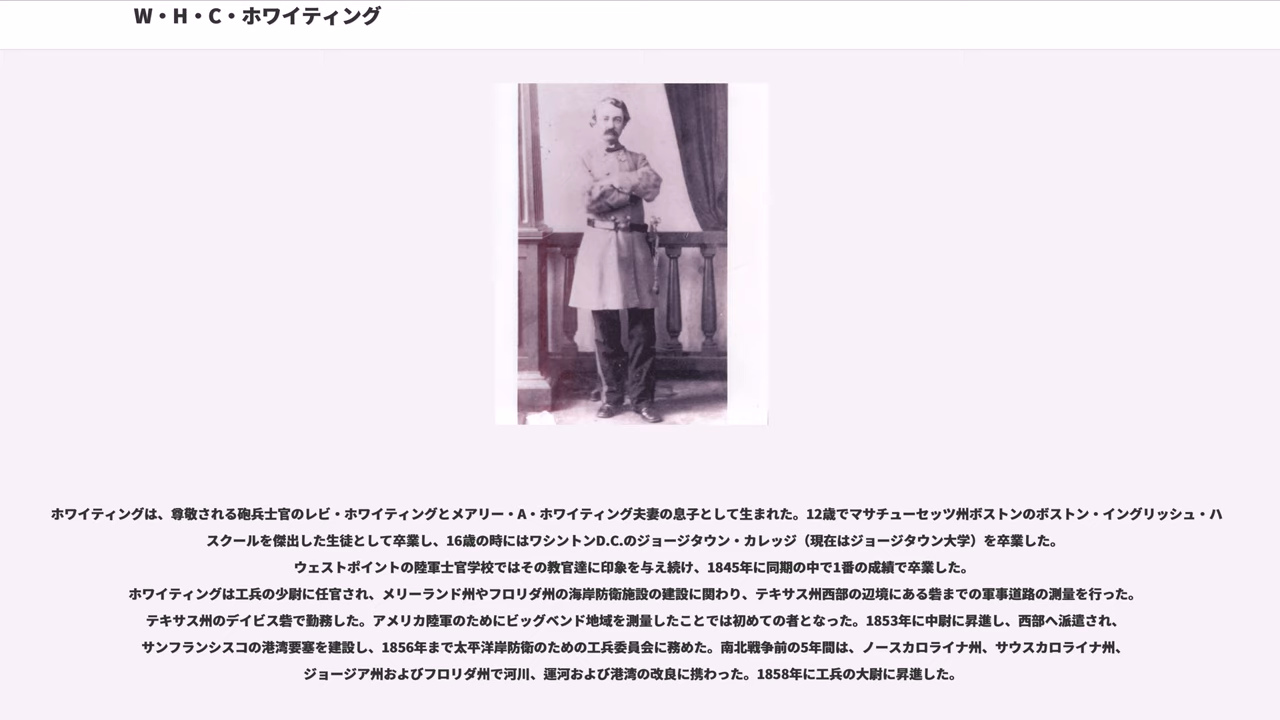 W・H・C・ホワイティング
ホワイティングは、尊敬される砲兵士官のレビ・ホワイティングとメアリー・A・ホワイティング夫妻の息子として生まれた。12歳でマサチューセッツ州ボストンのボストン・イングリッシュ・ハ
スクールを傑出した生徒として卒業し、16歳の時にはワシントンD.C.のジョージタウン・カレッジ（現在はジョージタウン大学）を卒業した。
ウェストポイントの陸軍士官学校ではその教官達に印象を与え続け、1845年に同期の中で1番の成績で卒業した。
ホワイティングは工兵の少尉に任官され、メリーランド州やフロリダ州の海岸防衛施設の建設に関わり、テキサス州西部の辺境にある砦までの軍事道路の測量を行った。
テキサス州のデイビス砦で勤務した。アメリカ陸軍のためにビッグベンド地域を測量したことでは初めての者となった。1853年に中尉に昇進し、西部へ派遣され、
サンフランシスコの港湾要塞を建設し、1856年まで太平洋岸防衛のための工兵委員会に務めた。南北戦争前の5年間は、ノースカロライナ州、サウスカロライナ州、
ジョージア州およびフロリダ州で河川、運河および港湾の改良に携わった。1858年に工兵の大尉に昇進した。